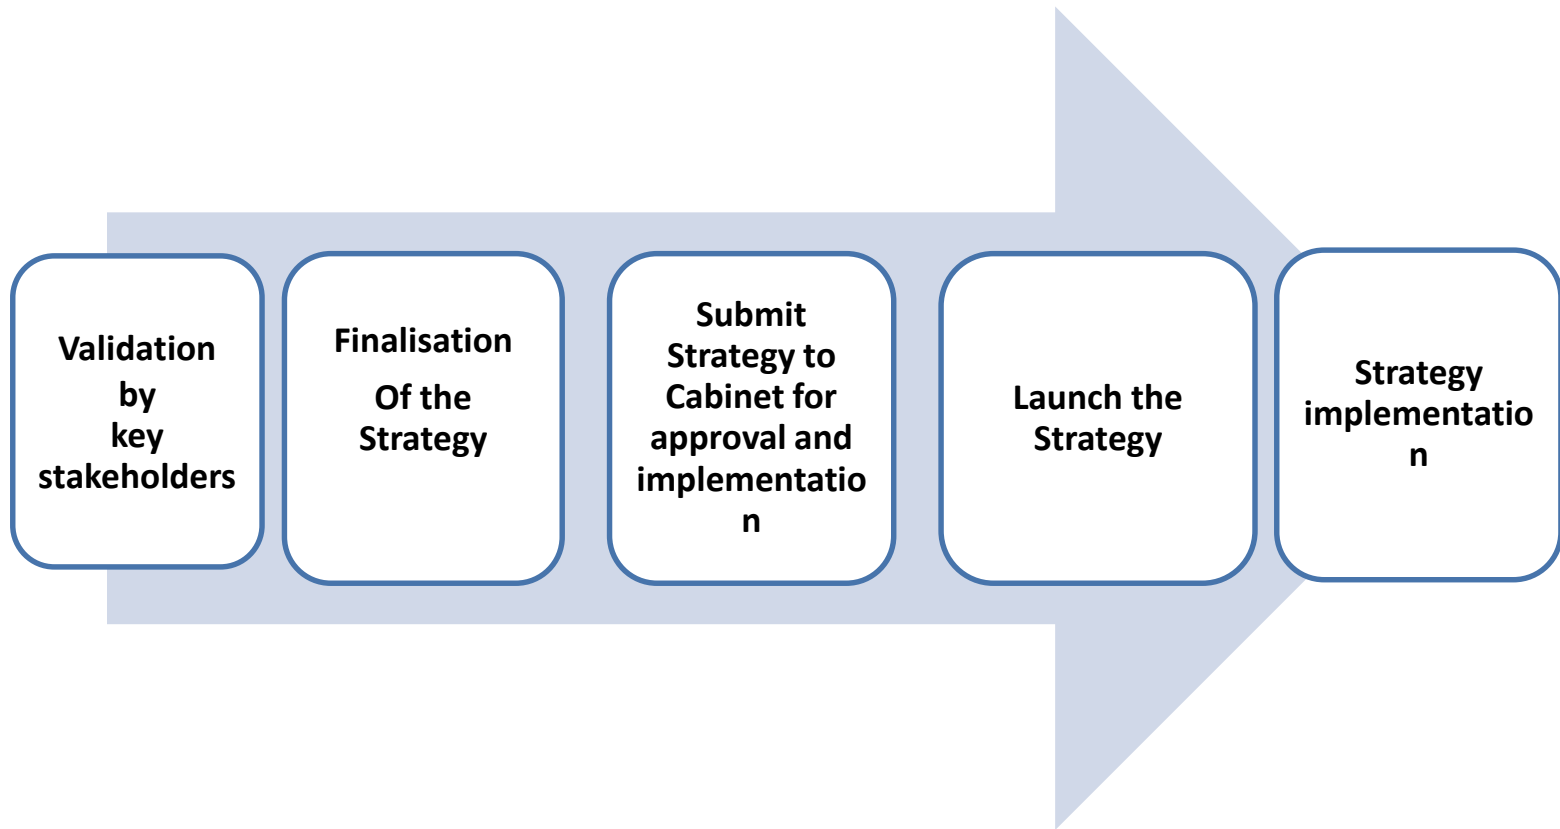 Validation
by
key
stakeholders
Finalisation
Of the
Strategy
Submit
Strategy to
Cabinet for
approval and
implementatio
n
Launch the
Strategy
Strategy
implementatio
n